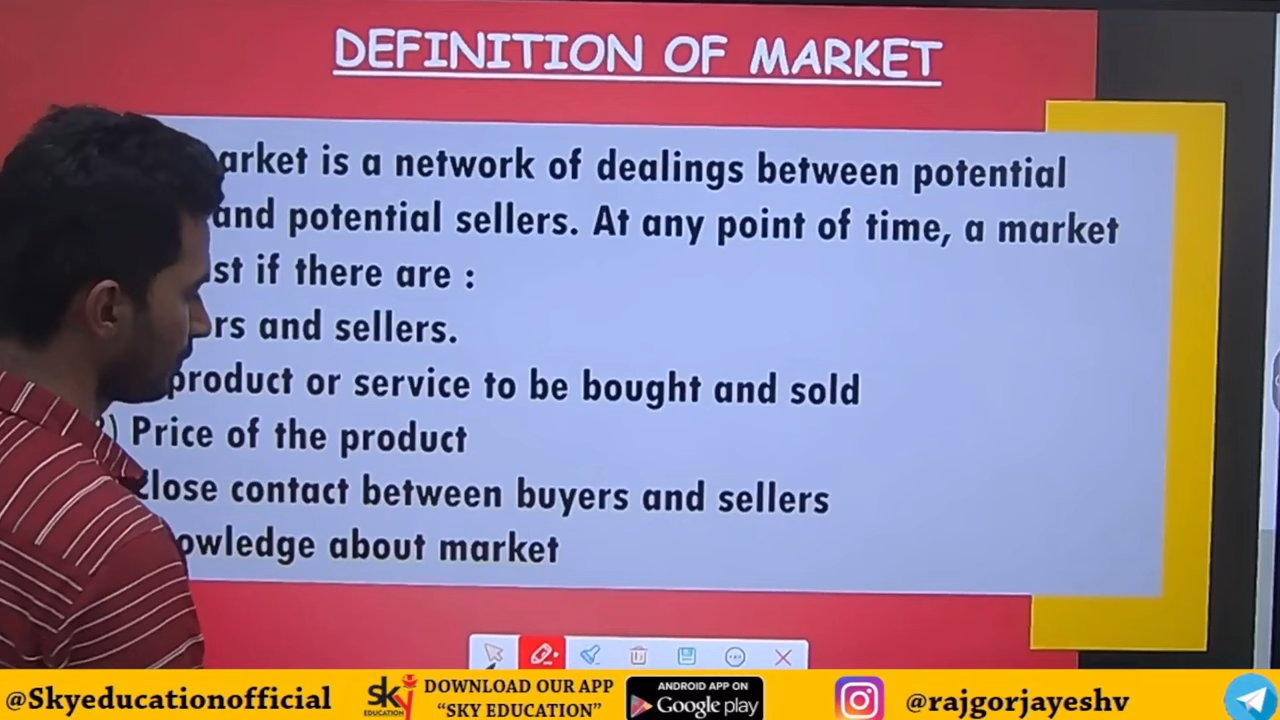 DEFINITION OF MARKET
arket is a network of dealings between potential
and potential sellers. At any point of time, a market
st if there are :
rs and sellers.
product or service to be bought and sold
) Price of the product
Close contact between buyers and sellers
owledge about market
@Skyeducationofficial
sky
EDUCATION
DOWNLOAD OUR APP
“SKY EDUCATION”
ANDROID APP ON
Google play
@rajgorjayeshv